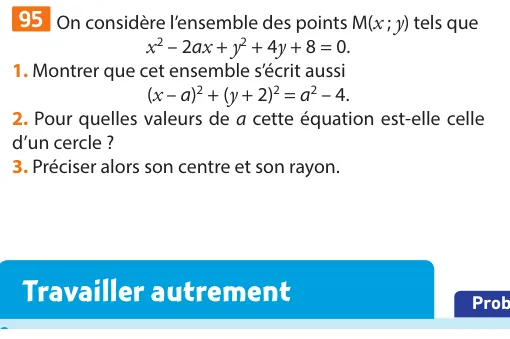 95 On considère l'ensemble des points M(x ; y) tels que
x² – 2ax + y² + 4y + 8 = 0.
1. Montrer que cet ensemble s'écrit aussi
(x – a)² + (y + 2)² = a² – 4.
2. Pour quelles valeurs de a cette équation est-elle celle
d'un cercle ?
3. Préciser alors son centre et son rayon.
Travailler autrement
Prob